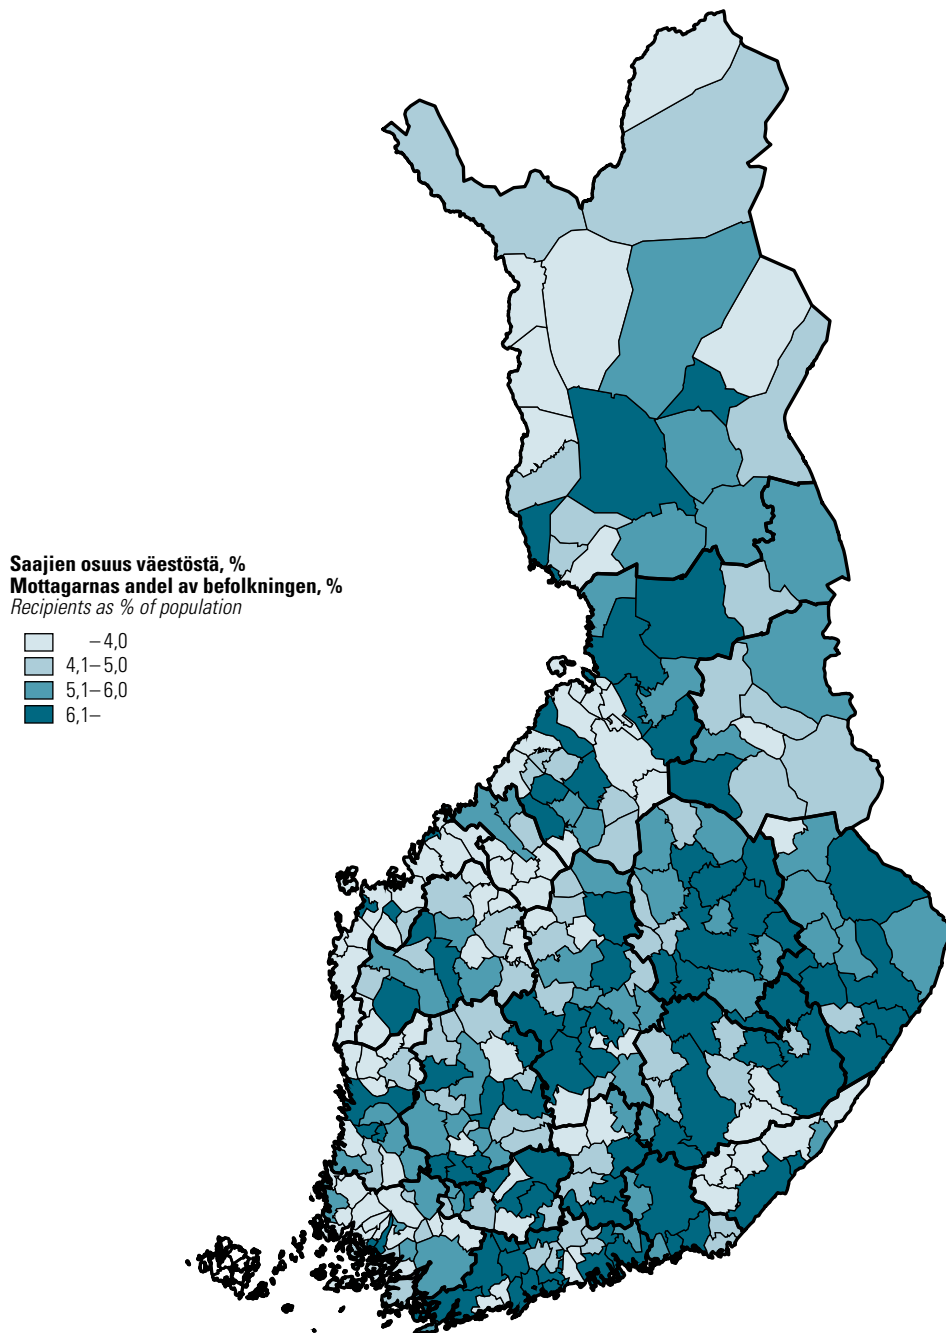 Saajien osuus väestöstä, %
Mottagarnas andel av befolkningen, %
Recipients as % of population
– 4,0
4,1– 5,0
5,1– 6,0
6,1–